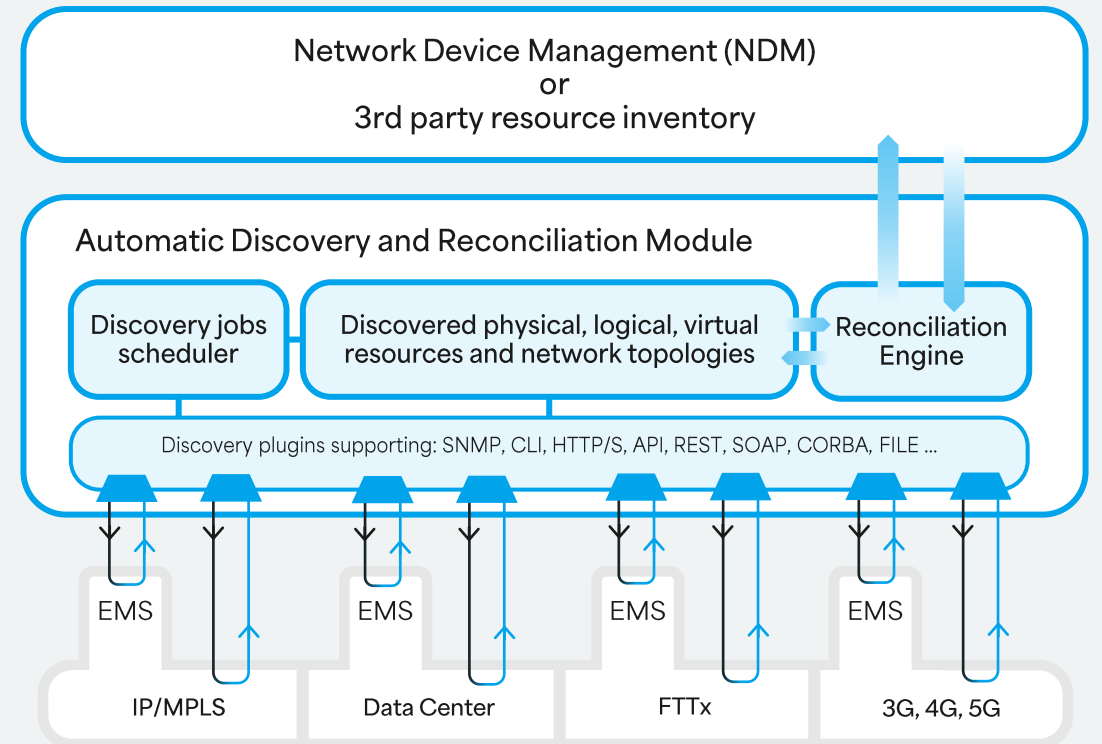 Network Device Management (NDM)
or
3rd party resource inventory
Automatic Discovery and Reconciliation Module
Discovery jobs
scheduler
Discovered physical, logical, virtual
resources and network topologies
Reconciliation
Engine
Discovery plugins supporting: SNMP, CLI, HTTP/S, API, REST, SOAP, CORBA, FILE ...
EMS
EMS
EMS
EMS
IP/MPLS
Data Center
FTTx
3G, 4G, 5G